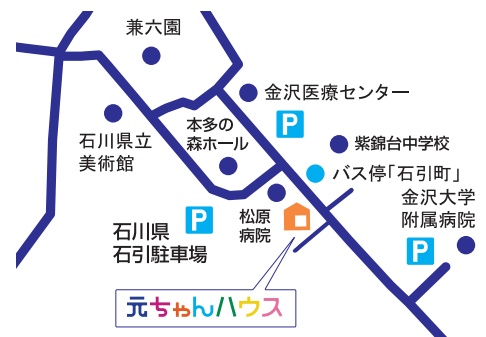 兼六園
金沢医療センター
P
本多の
森ホール
紫錦台中学校
石川県立
美術館
バス停「石引町」
金沢大学
附属病院
P
松原
病院
P
石川県
石引駐車場
元ちゃんハウス